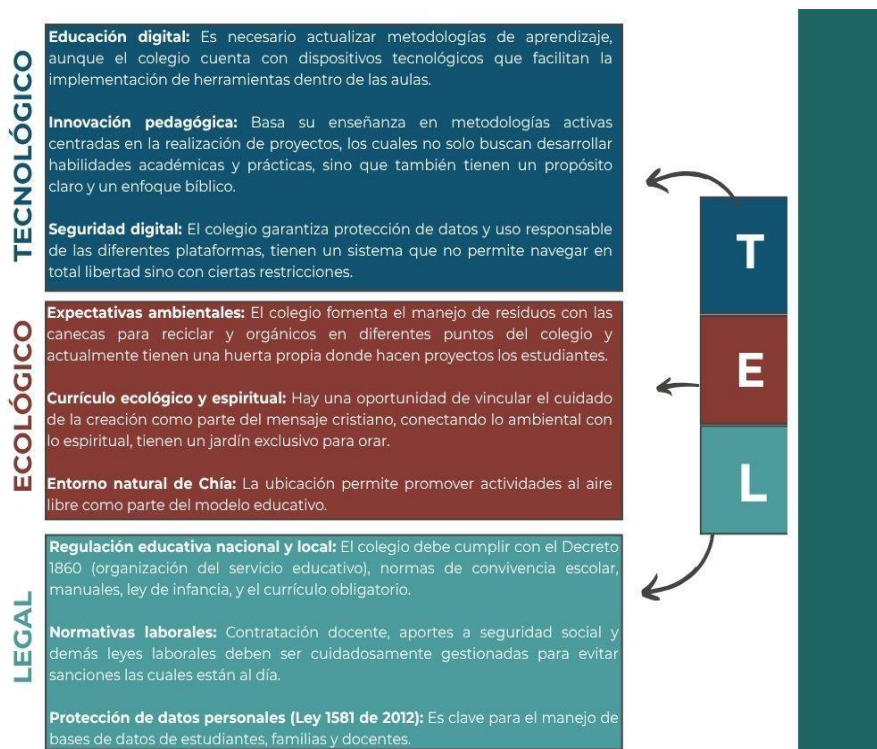 TECNOLÓGICO
Educación digital: Es necesario actualizar metodologías de aprendizaje,
aunque el colegio cuenta con dispositivos tecnológicos que facilitan la
implementación de herramientas dentro de las aulas.
Innovación pedagógica: Basa su enseñanza en metodologías activas
centradas en la realización de proyectos, los cuales no solo buscan desarrollar
habilidades académicas y prácticas, sino que también tienen un propósito
claro y un enfoque bíblico.
Seguridad digital: El colegio garantiza protección de datos y uso responsable
de las diferentes plataformas, tienen un sistema que no permite navegar en
total libertad sino con ciertas restricciones.
T
ECOLÓGICO
Expectativas ambientales: El colegio fomenta el manejo de residuos con las
canecas para reciclar y orgánicos en diferentes puntos del colegio y
actualmente tienen una huerta propia donde hacen proyectos los estudiantes.
Currículo ecológico y espiritual: Hay una oportunidad de vincular el cuidado
de la creación como parte del mensaje cristiano, conectando lo ambiental con
lo espiritual, tienen un jardín exclusivo para orar.
Entorno natural de Chía: La ubicación permite promover actividades al aire
libre como parte del modelo educativo.
E
LEGAL
Regulación educativa nacional y local: El colegio debe cumplir con el Decreto
1860 (organización del servicio educativo), normas de convivencia escolar,
manuales, ley de infancia, y el currículo obligatorio.
Normativas laborales: Contratación docente, aportes a seguridad social y
demás leyes laborales deben ser cuidadosamente gestionadas para evitar
sanciones las cuales están al día.
Protección de datos personales (Ley 1581 de 2012): Es clave para el manejo de
bases de datos de estudiantes, familias y docentes.
L